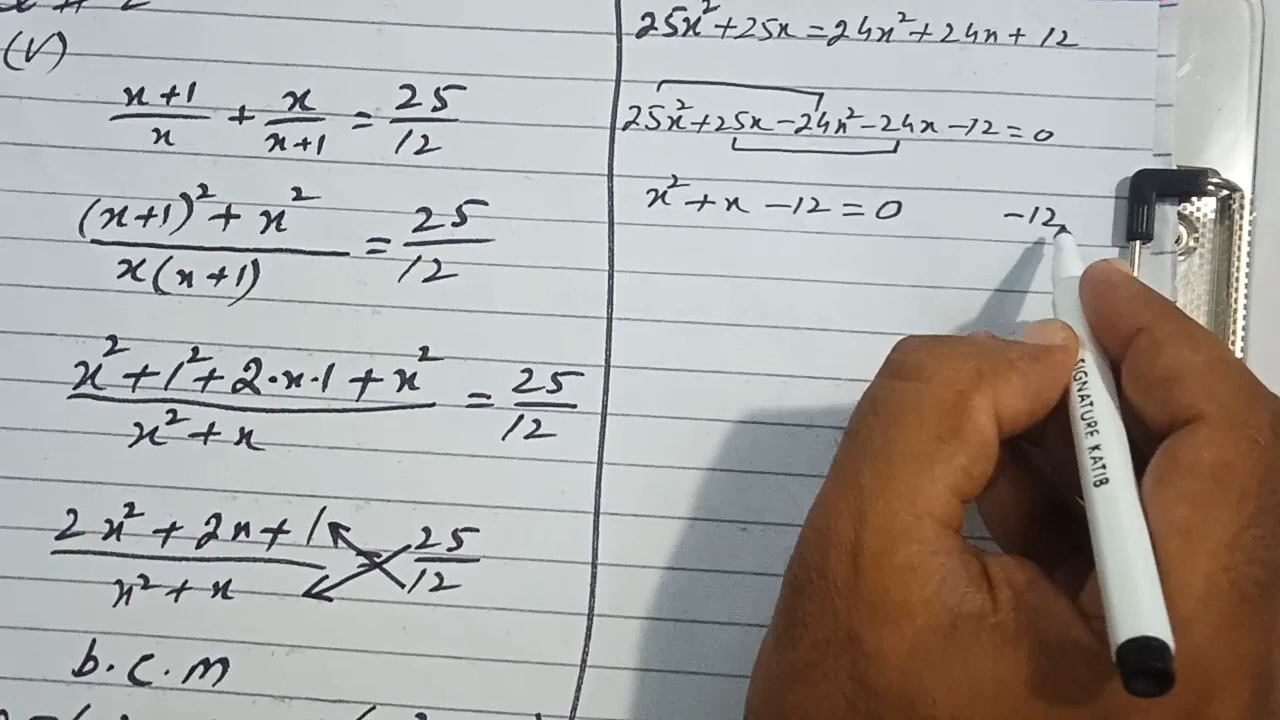 (V)
x+1/x + x/x+1 = 25/12
(x+1)² + x²/x(x+1) = 25/12
x² + 1² + 2·x·1 + x²/x² + x = 25/12
2x² + 2x + 1/x² + x = 25/12
b.C.M
25x² + 25x = 24x² + 24x + 12
25x² + 25x - 24x² - 24x - 12 = 0
x² + x - 12 = 0
-12
SIGNATURE KATIB